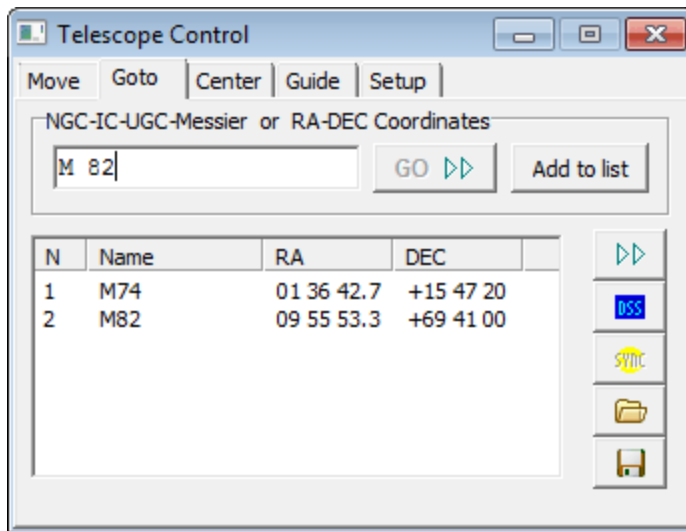 Telescope Control
Move Goto Center Guide Setup
NGC-IC-UGC-Messier or RA-DEC Coordinates
M 82 GO Add to list
N Name RA DEC
1 M74 01 36 42.7 +15 47 20
2 M82 09 55 53.3 +69 41 00
DSS
SYNC